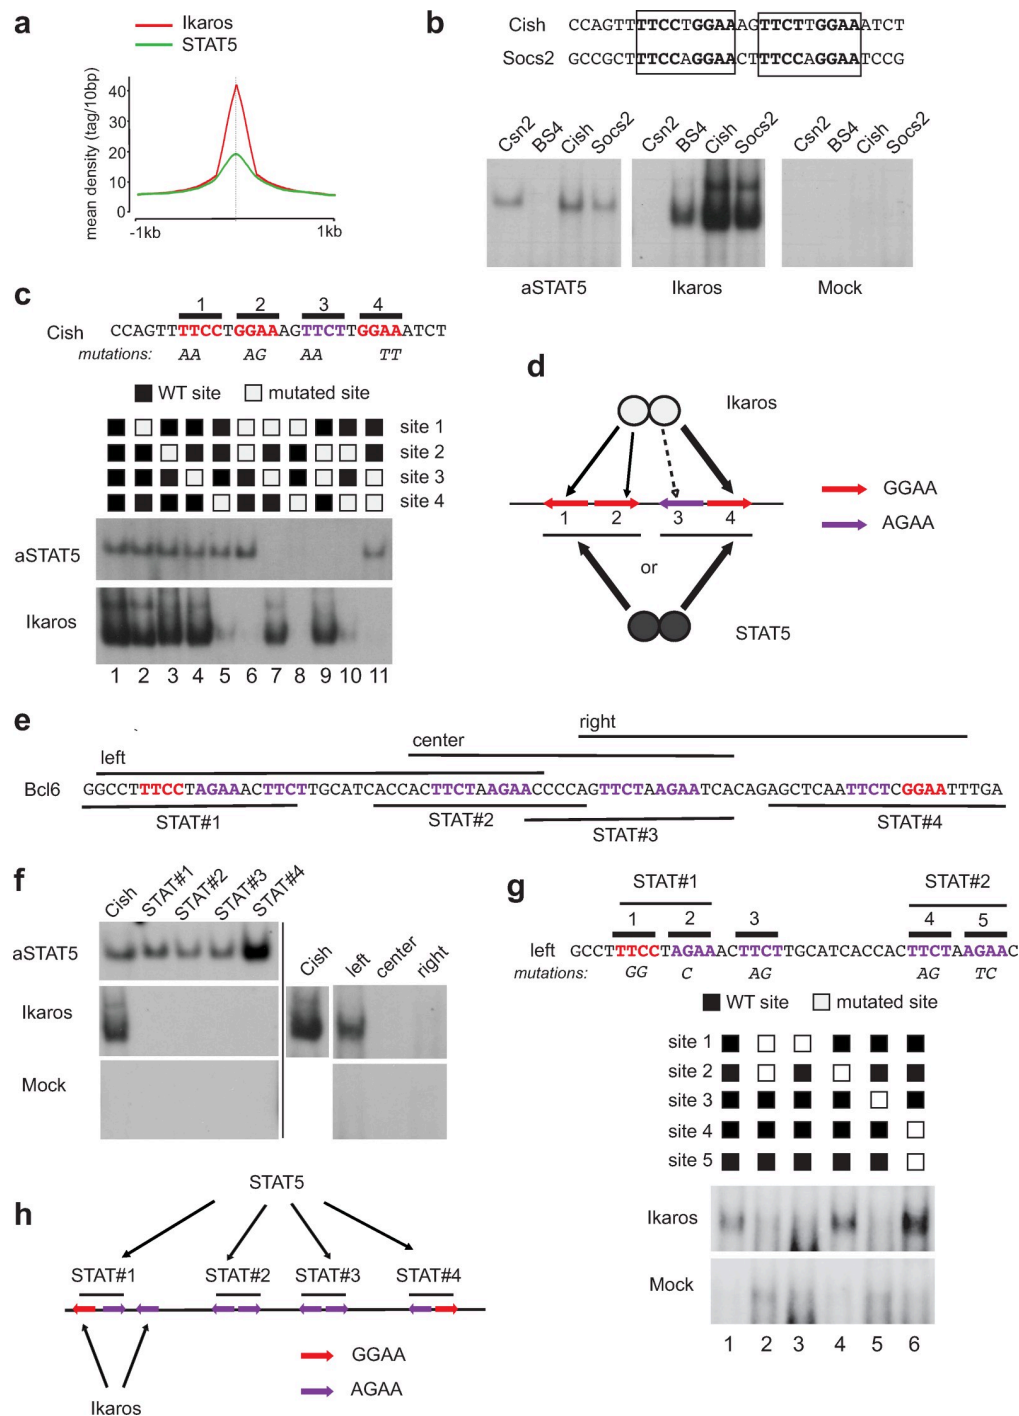 a
Ikaros
STAT5
mean density (tag/10bp)
40
30
20
10
0
-1kb
1kb
b
Cish CCAGTTTTCCTGGAAAGTTCTTGGAAATCT
Socs2 GCCGCTTTCCAGGAACTTTCCAGGAATCCG
Csn2 BS4 Cish Socs2
Csn2 BS4 Cish Socs2
Csn2 BS4 Cish Socs2
aSTAT5 Ikaros Mock
c
1 2 3 4
Cish CCAGTTTTCCTGGAAAGTTCTTGGAAATCT
mutations: AA AG AA TT
WT site mutated site
site 1
site 2
site 3
site 4
aSTAT5
Ikaros
1 2 3 4 5 6 7 8 9 10 11
d
Ikaros
1 2 3 4
GGAA
AGAA
or
STAT5
e
right
center
left
Bcl6 GGCCTTTCCTAGAAACTTCTTGCATCACCACTTCTAAGAACCCCAGTTCTAAGAATCACAGAGCTCAATTCTCGGAATTTGA
STAT#1 STAT#2 STAT#3 STAT#4
f
Cish STAT#1 STAT#2 STAT#3 STAT#4
aSTAT5
Cish left center right
Ikaros
Mock
g
STAT#1 STAT#2
1 2 3 4 5
left GCCTTTCCTAGAAACTTCTTGCATCACCACTTCTAAGAAC
mutations: GG C AG AG TC
WT site mutated site
site 1
site 2
site 3
site 4
site 5
Ikaros
Mock
1 2 3 4 5 6
h
STAT5
STAT#1 STAT#2 STAT#3 STAT#4
GGAA
AGAA
Ikaros